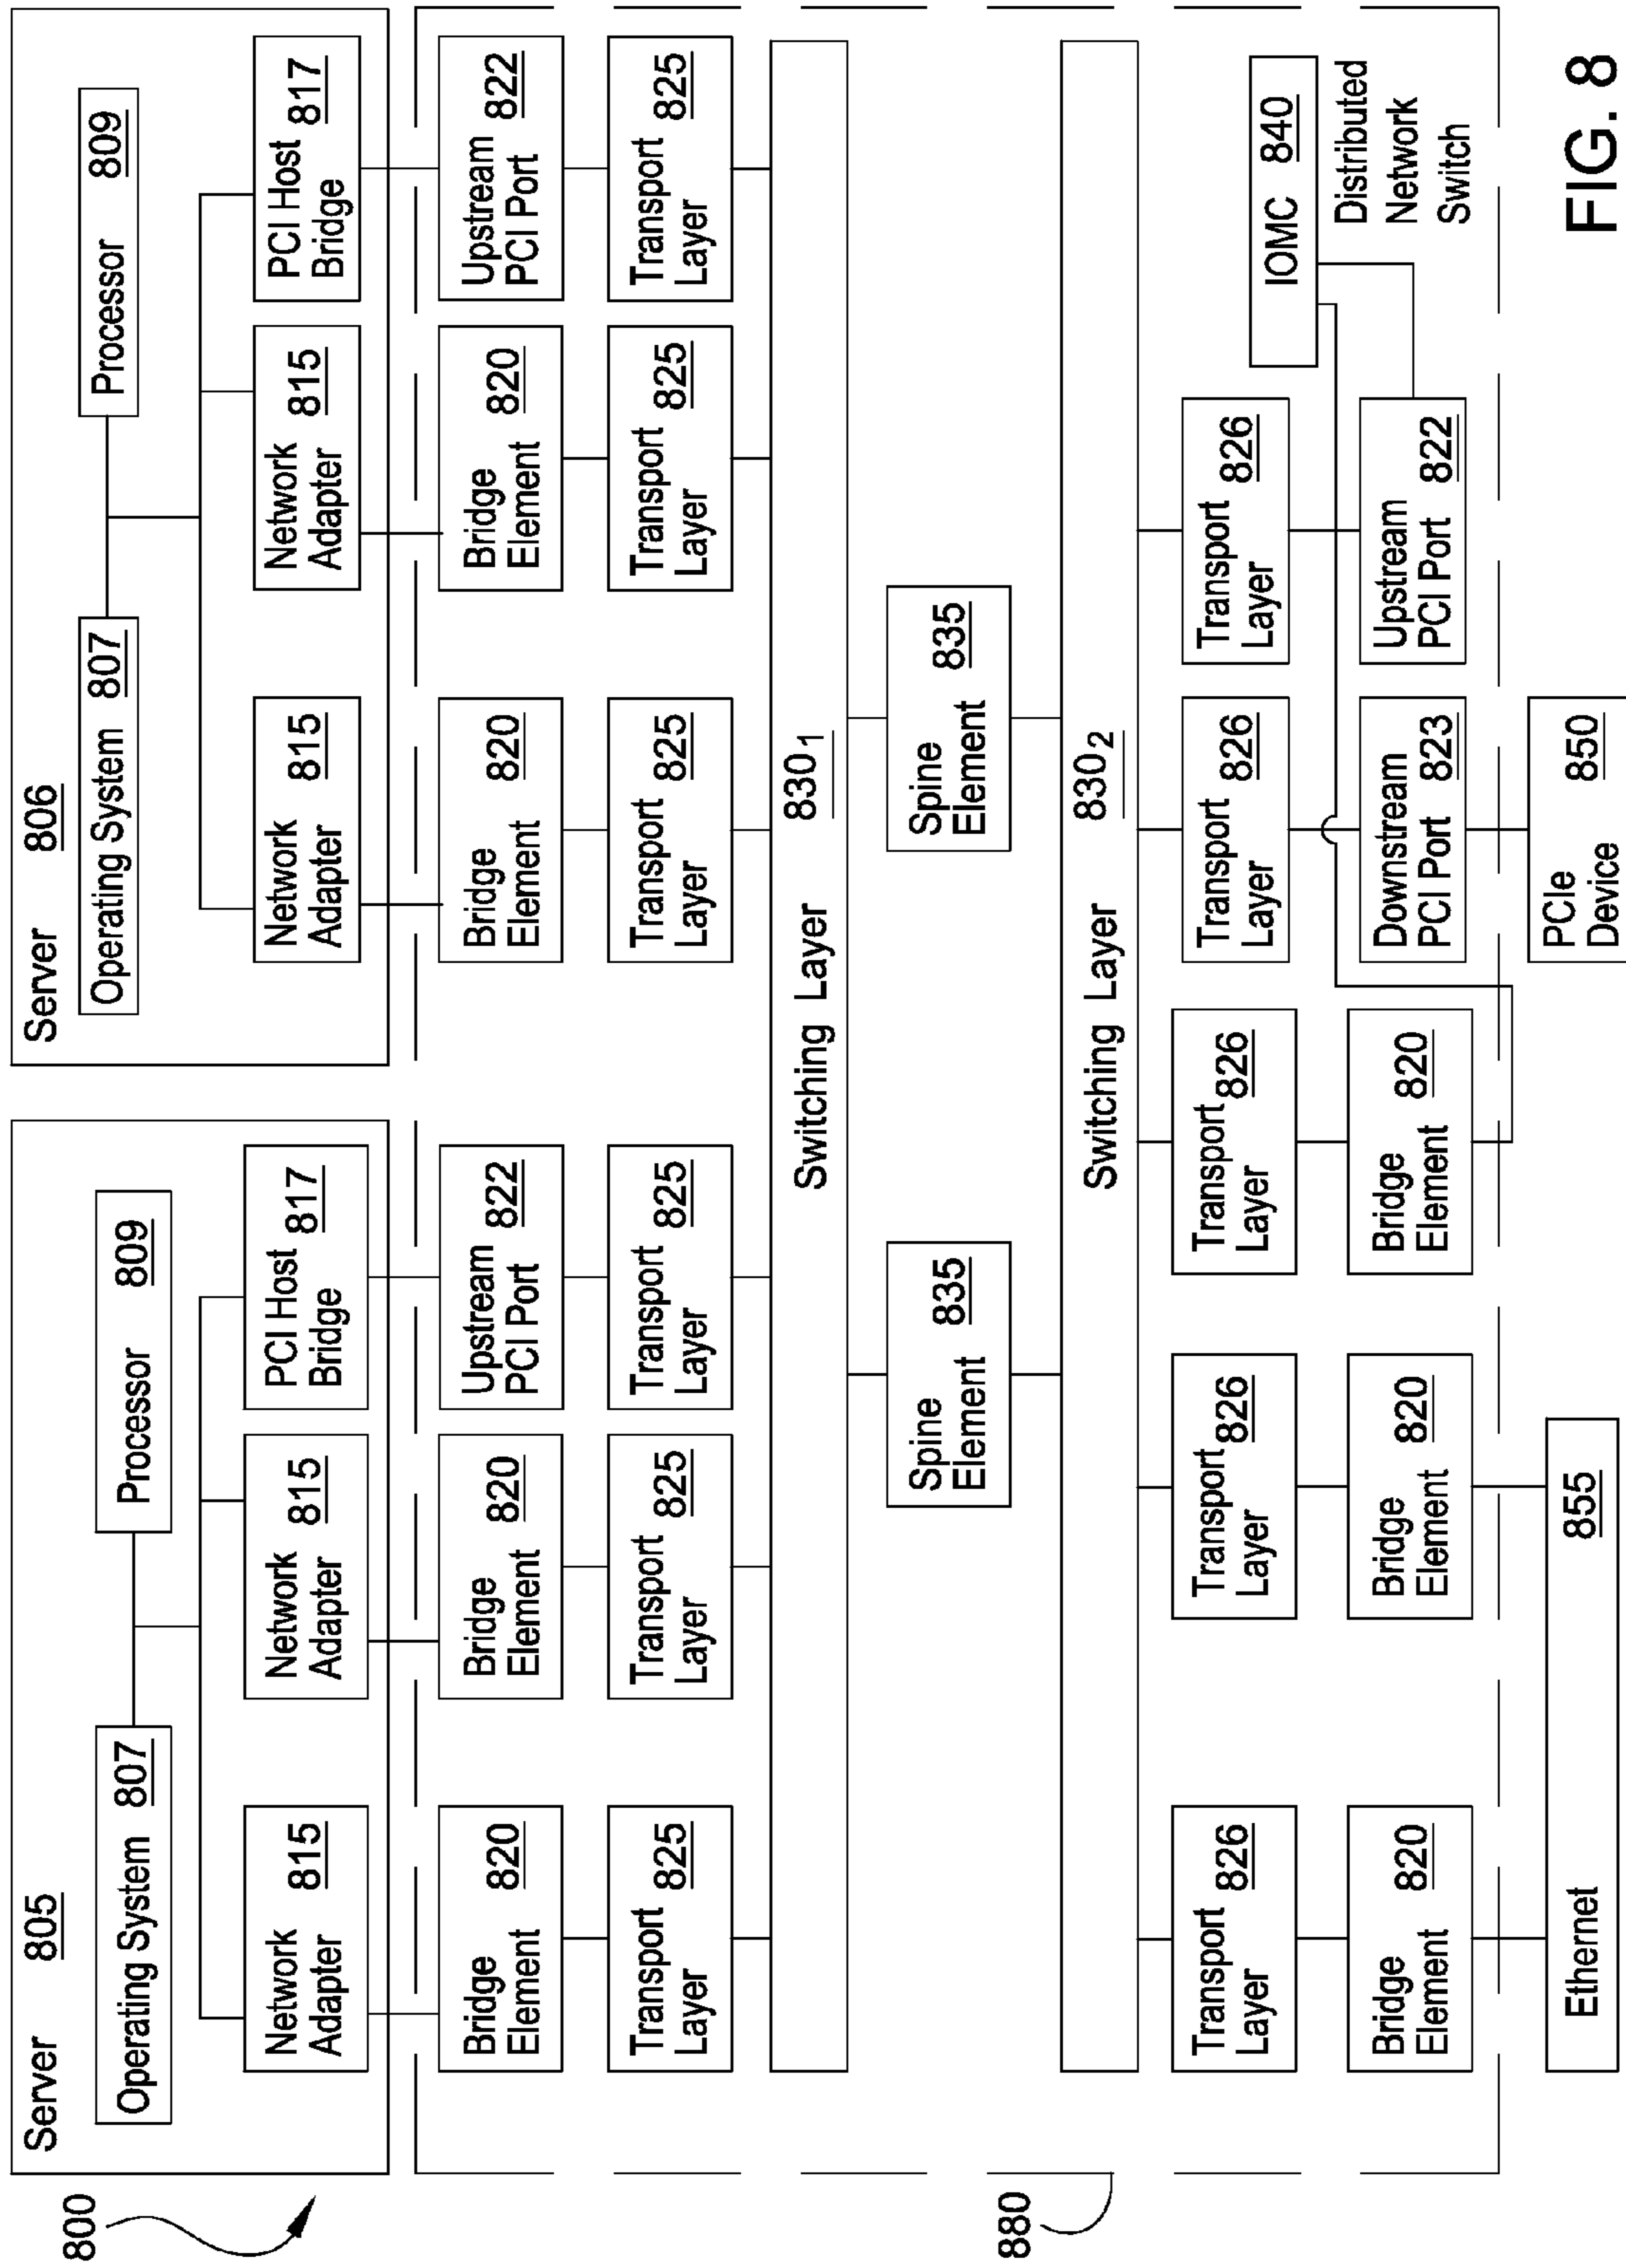 800
Server 805
Operating System 807
Processor 809
Network
Adapter 815
Network
Adapter 815
PCI Host
Bridge 817
Server 806
Operating System 807
Processor 809
Network
Adapter 815
Network
Adapter 815
PCI Host
Bridge 817
Bridge
Element 820
Bridge
Element 820
Upstream
PCI Port 822
Bridge
Element 820
Bridge
Element 820
Upstream
PCI Port 822
Transport
Layer 825
Transport
Layer 825
Transport
Layer 825
Transport
Layer 825
Transport
Layer 825
Transport
Layer 825
Switching Layer 830₁
Spine
Element 835
Spine
Element 835
880
Switching Layer 830₂
Transport
Layer 826
Transport
Layer 826
Transport
Layer 826
Transport
Layer 826
Transport
Layer 826
IOMC 840
Bridge
Element 820
Bridge
Element 820
Bridge
Element 820
Downstream
PCI Port 823
Upstream
PCI Port 822
Distributed
Network
Switch
Ethernet 855
PCIe
Device 850
FIG. 8